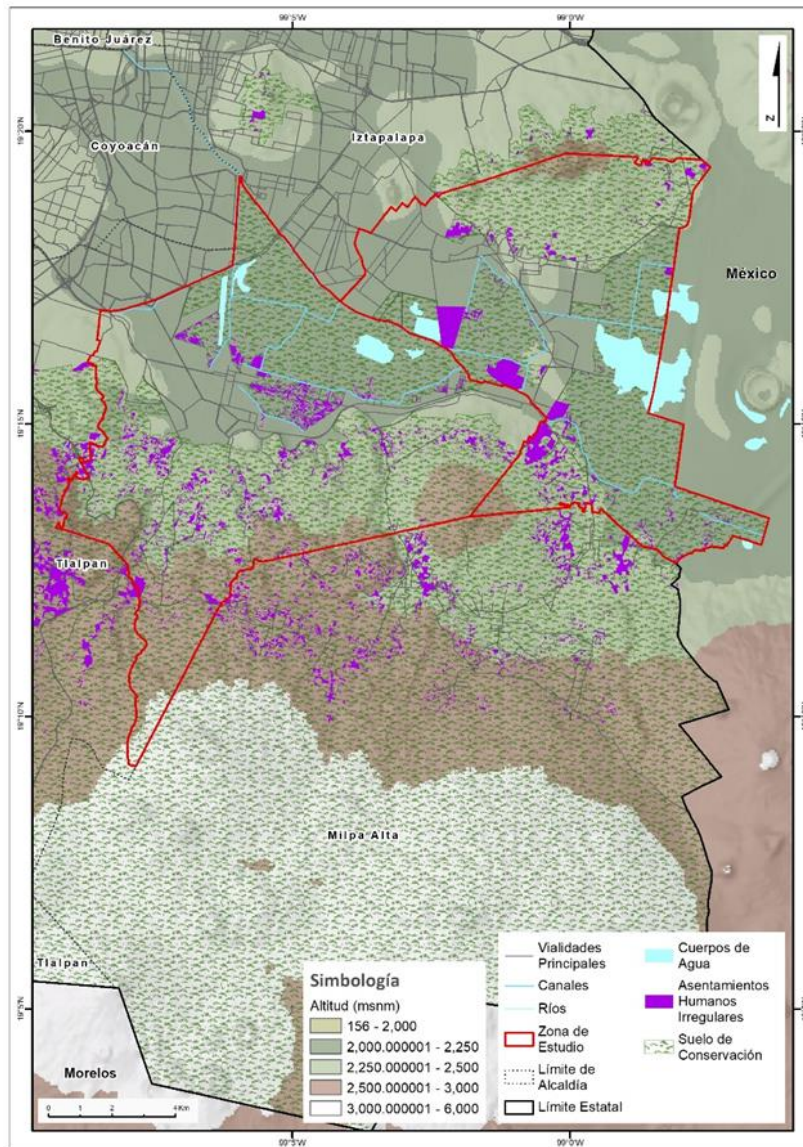 99°5'W
99°0'W
Benito Juárez
19°20'N
Coyoacán
Iztapalapa
N
México
19°15'N
Tlalpan
19°10'N
Milpa Alta
Tlalpan
19°5'N
Morelos
0 1 2 4 Km
99°5'W
99°0'W
Simbología
Altitud (msnm)
156 - 2,000
2,000.000001 - 2,250
2,250.000001 - 2,500
2,500.000001 - 3,000
3,000.000001 - 6,000
Vialidades
Principales
Canales
Ríos
Zona de
Estudio
Límite de
Alcaldía
Límite Estatal
Cuerpos de
Agua
Asentamientos
Humanos
Irregulares
Suelo de
Conservación